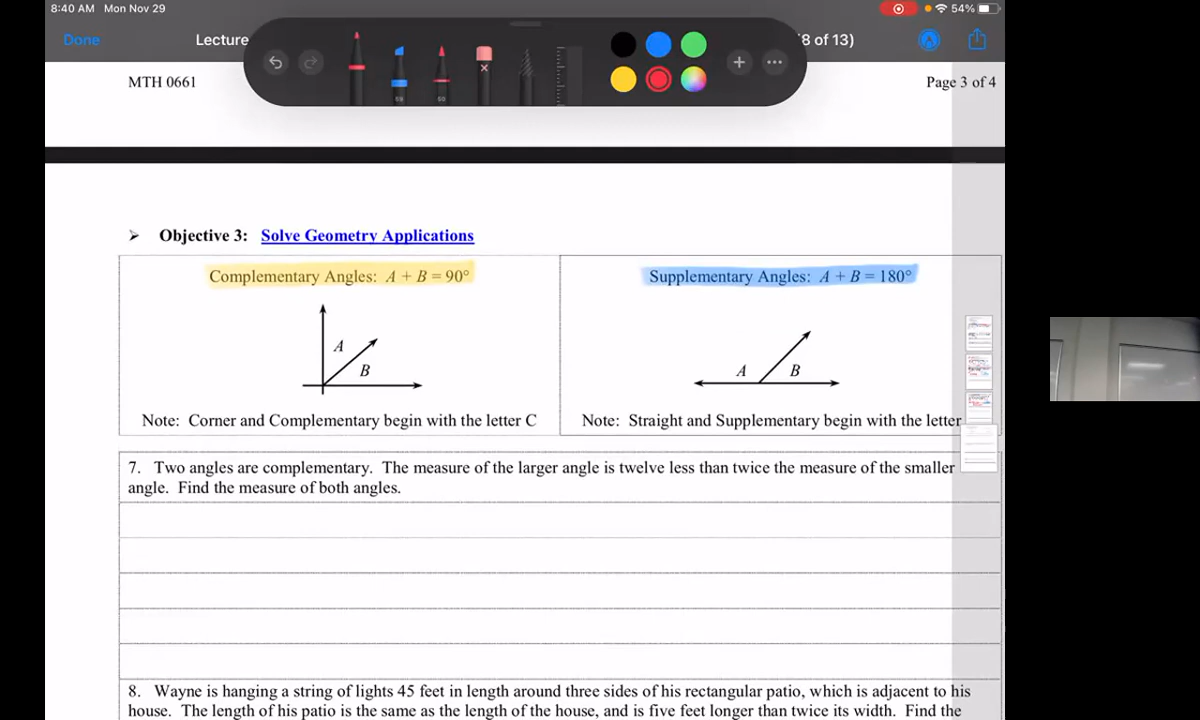 8:40 AM Mon Nov 29
54%
Done
Lecture
8 of 13)
MTH 0661
Page 3 of 4
➢ Objective 3: Solve Geometry Applications
Complementary Angles: A + B = 90°
Supplementary Angles: A + B = 180°
A
B
A
B
Note: Corner and Complementary begin with the letter C
Note: Straight and Supplementary begin with the letter
7. Two angles are complementary. The measure of the larger angle is twelve less than twice the measure of the smaller
angle. Find the measure of both angles.
8. Wayne is hanging a string of lights 45 feet in length around three sides of his rectangular patio, which is adjacent to his
house. The length of his patio is the same as the length of the house, and is five feet longer than twice its width. Find the